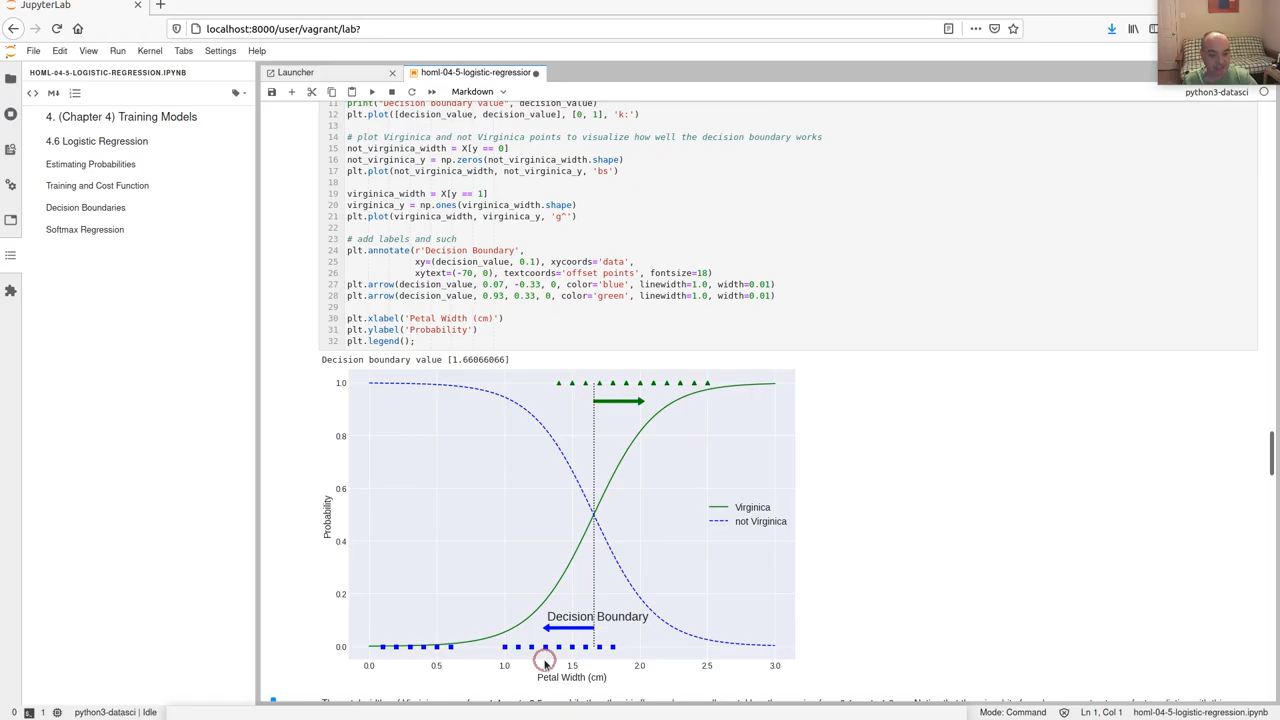 JupyterLab
localhost:8000/user/vagrant/lab?
File Edit View Run Kernel Tabs Settings Help
HOML-04-5-LOGISTIC-REGRESSION.IPYNB
4. (Chapter 4) Training Models
4.6 Logistic Regression
Estimating Probabilities
Training and Cost Function
Decision Boundaries
Softmax Regression
Launcher
homl-04-5-logistic-regression
Markdown
python3-datasci
11 print("Decision boundary value", decision_value)
12 plt.plot([decision_value, decision_value], [0, 1], 'k:')
13
14 # plot Virginica and not Virginica points to visualize how well the decision boundary works
15 not_virginica_width = X[y == 0]
16 not_virginica_y = np.zeros(not_virginica_width.shape)
17 plt.plot(not_virginica_width, not_virginica_y, 'bs')
18
19 virginica_width = X[y == 1]
20 virginica_y = np.ones(virginica_width.shape)
21 plt.plot(virginica_width, virginica_y, 'g^')
22
23 # add labels and such
24 plt.annotate(r'Decision Boundary',
25 xy=(decision_value, 0.1), xycoords='data',
26 xytext=(-70, 0), textcoords='offset points', fontsize=18)
27 plt.arrow(decision_value, 0.07, -0.33, 0, color='blue', linewidth=1.0, width=0.01)
28 plt.arrow(decision_value, 0.93, 0.33, 0, color='green', linewidth=1.0, width=0.01)
29
30 plt.xlabel('Petal Width (cm)')
31 plt.ylabel('Probability')
32 plt.legend();
Decision boundary value [1.66066066]
1.0
0.8
0.6
0.4
0.2
0.0
Probability
Virginica
not Virginica
Decision Boundary
0.0 0.5 1.0 1.5 2.0 2.5 3.0
Petal Width (cm)
0 1 python3-datasci | Idle
Mode: Command
Ln 1, Col 1
homl-04-5-logistic-regression.ipynb